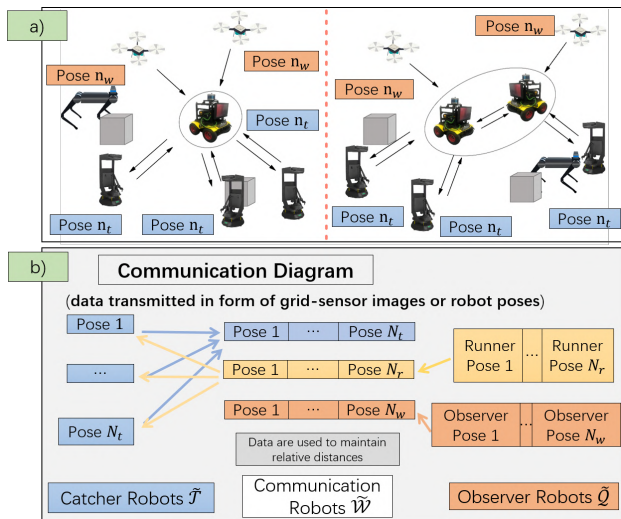 a)
Pose n_w
Pose n_w
Pose n_t
Pose n_t
Pose n_t
Pose n_w
Pose n_w
Pose n_t
Pose n_t
Pose n_t
b)
Communication Diagram
(data transmitted in form of grid-sensor images or robot poses)
Pose 1
...
Pose N_t
Pose 1 ... Pose N_t
Pose 1 ... Pose N_r
Pose 1 ... Pose N_w
Runner Pose 1 ... Runner Pose N_r
Observer Pose 1 ... Observer Pose N_w
Data are used to maintain
relative distances
Catcher Robots 𝒯̃
Communication
Robots 𝒲̃
Observer Robots 𝒬̃